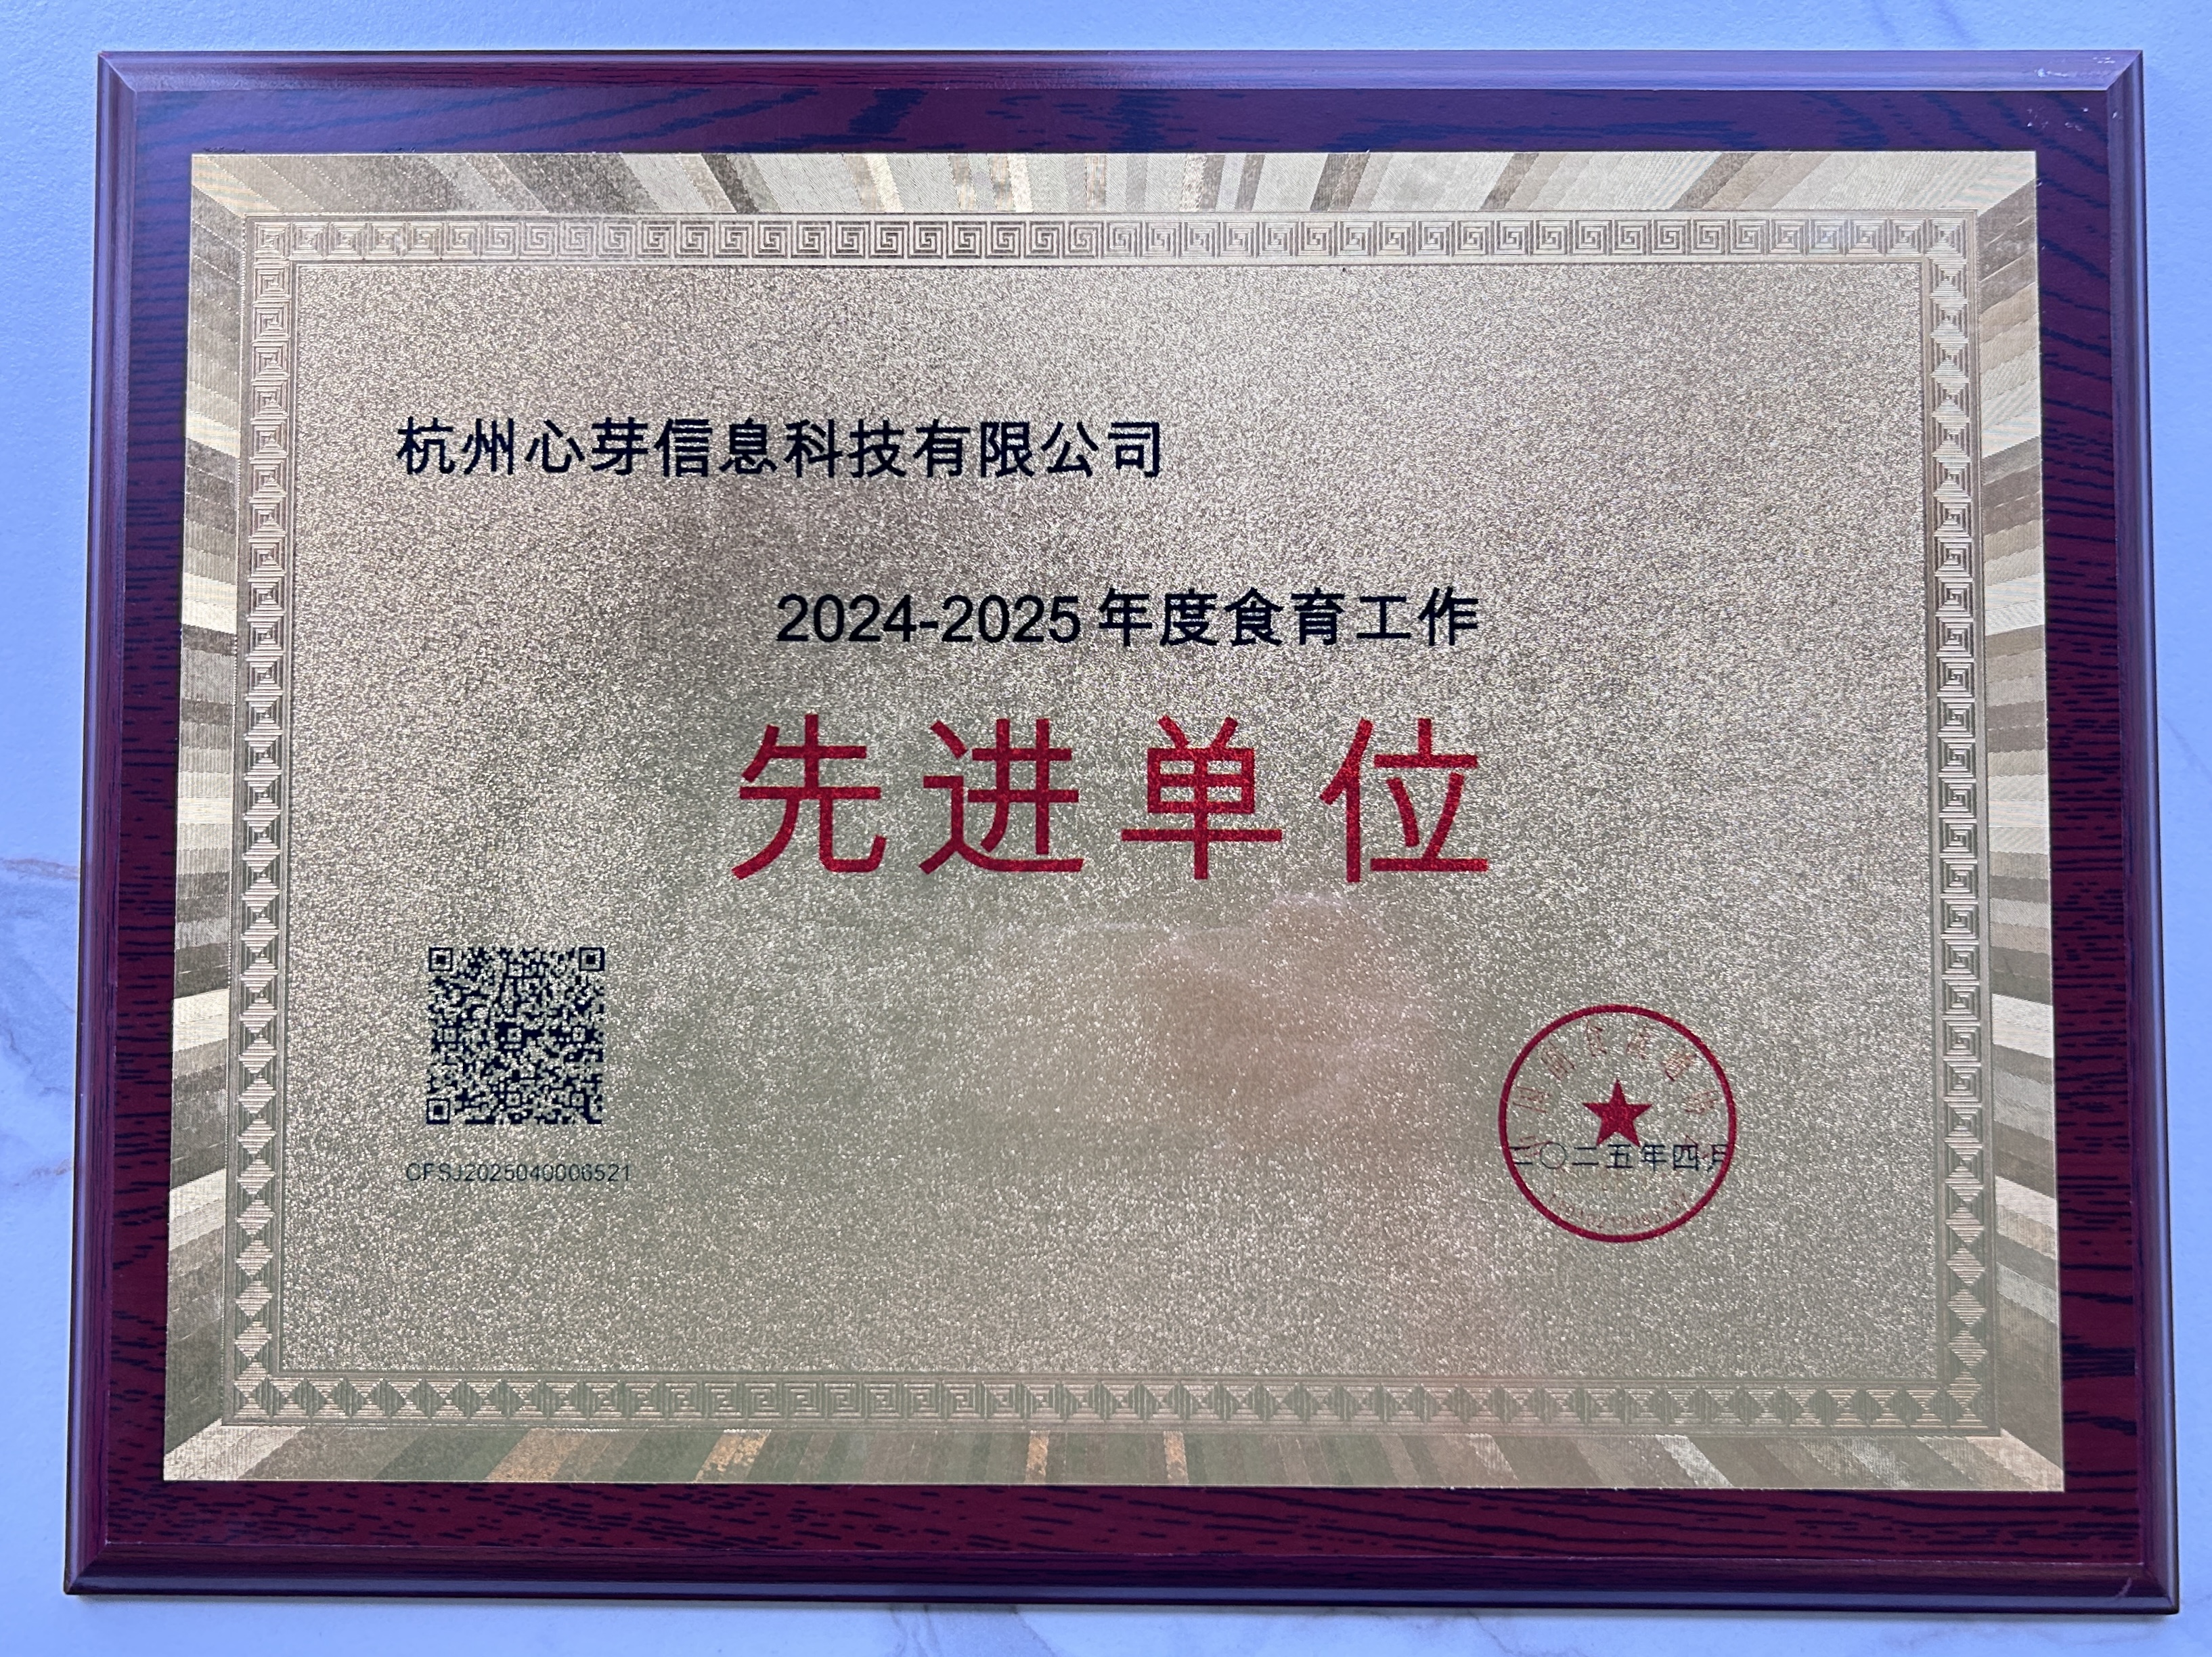 杭州心芽信息科技有限公司
2024-2025年度食育工作
先进单位
CFSJ2025040006521
二〇二五年四月